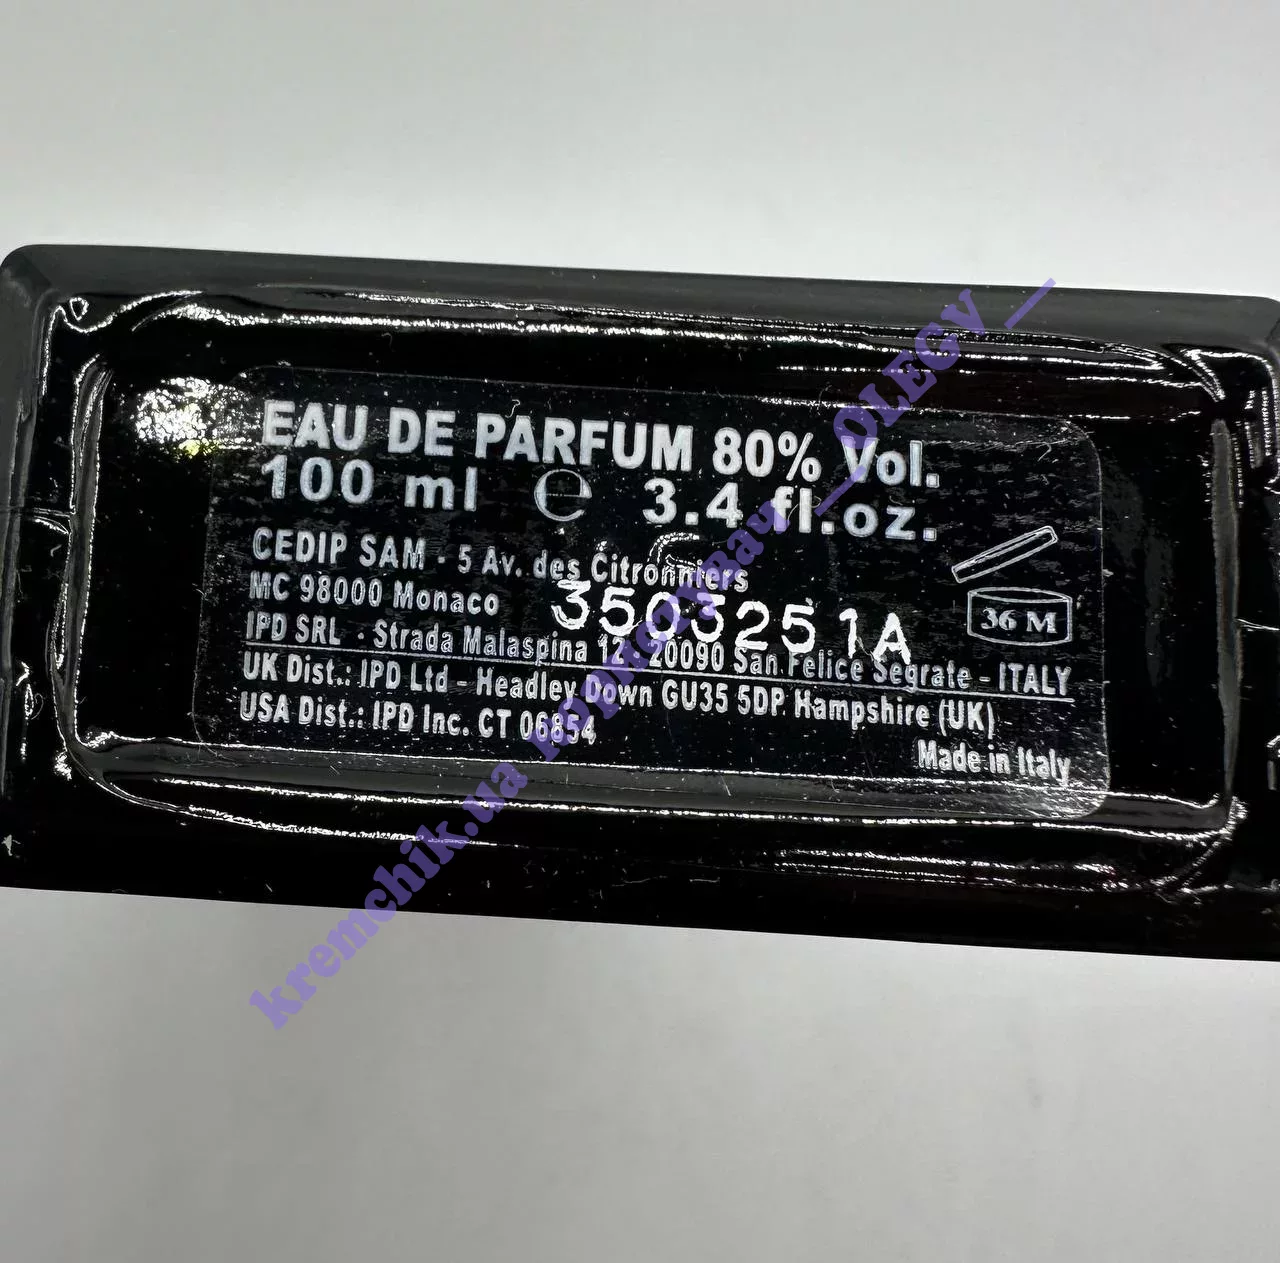 EAU DE PARFUM 80% Vol.
100 ml e 3.4 fl.oz.
CEDIP SAM - 5 Av. des Citronniers
MC 98000 Monaco
3503251A
36 M
IPD SRL - Strada Malaspina 12 - 20090 San Felice Segrate - ITALY
UK Dist.: IPD Ltd - Headley Down GU35 5DP Hampshire (UK)
USA Dist.: IPD Inc. CT 06854
Made in Italy
kremchik.ua __OLEGV__